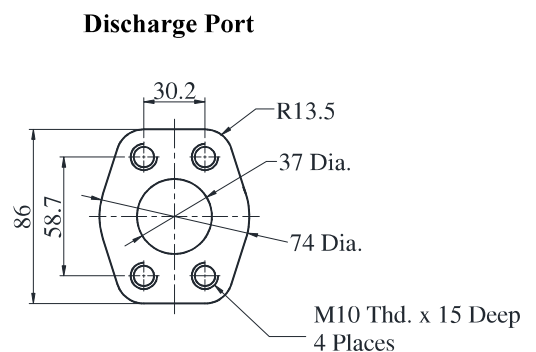 Discharge Port
30.2
R13.5
37 Dia.
86
58.7
74 Dia.
M10 Thd. x 15 Deep
4 Places